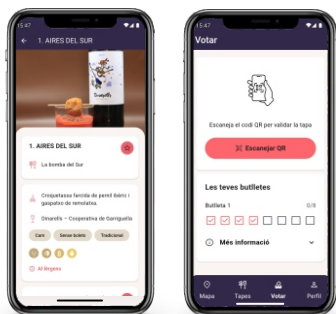 15:47
1. AIRES DEL SUR
1. AIRES DEL SUR
La bomba del Sur
Croquetassa farcida de pernil ibèric i
gaspatxo de remolatxa.
Dinarells - Cooperativa de Garriguella
Carn
Sense bolets
Tradicional
Al·lèrgens
15:47
Votar
Escaneja el codi QR per validar la tapa
Escanejar QR
Les teves butlletes
Butlleta 1
Més informació
Mapa
Tapes
Votar
Perfil